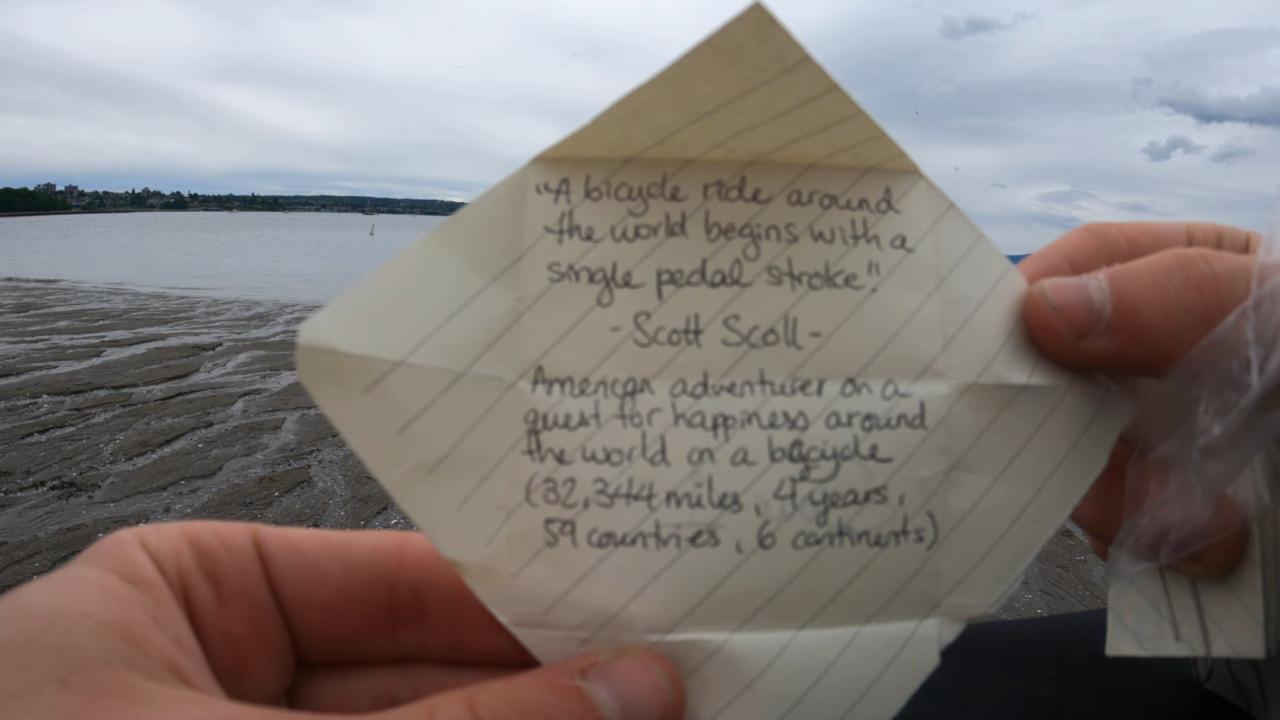 "A bicycle ride around
the world begins with a
single pedal stroke".
- Scott Scoll -
American adventurer on a
quest for happiness around
the world on a bicycle
(32,344 miles, 4 years,
59 countries, 6 continents)